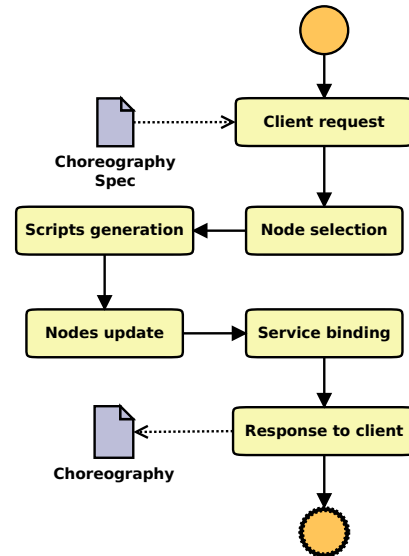 Client request
Choreography
Spec
Scripts generation
Node selection
Nodes update
Service binding
Response to client
Choreography